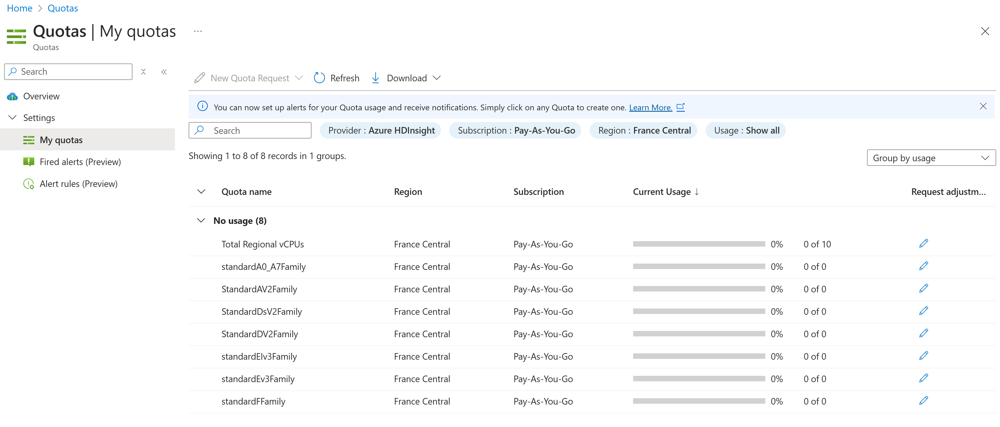 Home > Quotas
Quotas | My quotas ...
Quotas
Search
Overview
Settings
My quotas
Fired alerts (Preview)
Alert rules (Preview)
New Quota Request Refresh Download
You can now set up alerts for your Quota usage and receive notifications. Simply click on any Quota to create one. Learn More.
Search Provider : Azure HDInsight Subscription : Pay-As-You-Go Region : France Central Usage : Show all
Showing 1 to 8 of 8 records in 1 groups.
Group by usage
Quota name Region Subscription Current Usage ↓ Request adjustm...
No usage (8)
Total Regional vCPUs France Central Pay-As-You-Go 0% 0 of 10
standardA0_A7Family France Central Pay-As-You-Go 0% 0 of 0
StandardAV2Family France Central Pay-As-You-Go 0% 0 of 0
StandardDsV2Family France Central Pay-As-You-Go 0% 0 of 0
StandardDV2Family France Central Pay-As-You-Go 0% 0 of 0
standardEIv3Family France Central Pay-As-You-Go 0% 0 of 0
standardEv3Family France Central Pay-As-You-Go 0% 0 of 0
standardFFamily France Central Pay-As-You-Go 0% 0 of 0